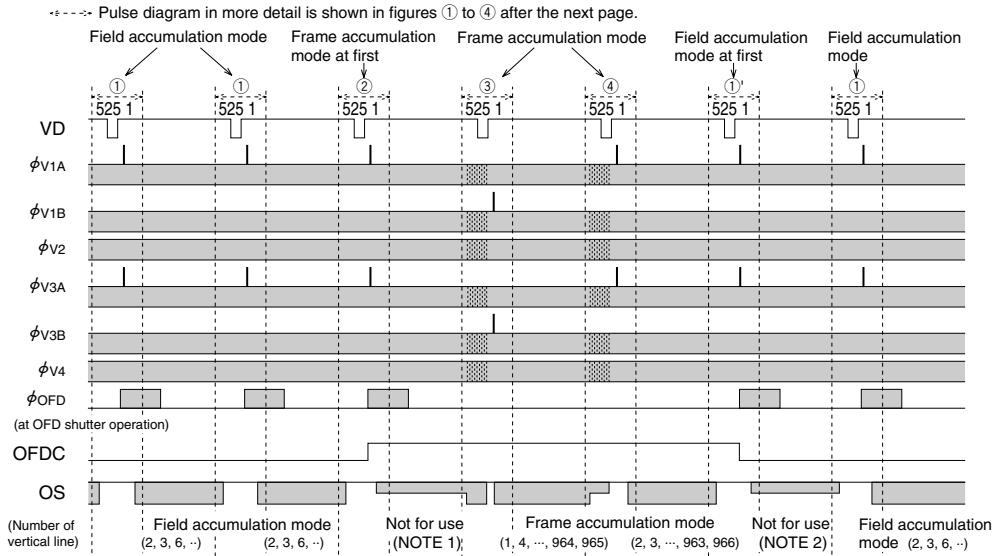 Pulse diagram in more detail is shown in figures ① to ④ after the next page.
Field accumulation mode
Frame accumulation mode at first
Frame accumulation mode
Field accumulation mode at first
Field accumulation mode
① ① ② ③ ④ ①' ①
525 1 525 1 525 1 525 1 525 1 525 1 525 1
VD
ϕV1A
ϕV1B
ϕV2
ϕV3A
ϕV3B
ϕV4
ϕOFD
(at OFD shutter operation)
OFDC
OS
(Number of vertical line)
Field accumulation mode
(2, 3, 6, ··) (2, 3, 6, ··)
Not for use
(NOTE 1)
Frame accumulation mode
(1, 4, ···, 964, 965) (2, 3, ···, 963, 966)
Not for use
(NOTE 2)
Field accumulation
mode (2, 3, 6, ··)